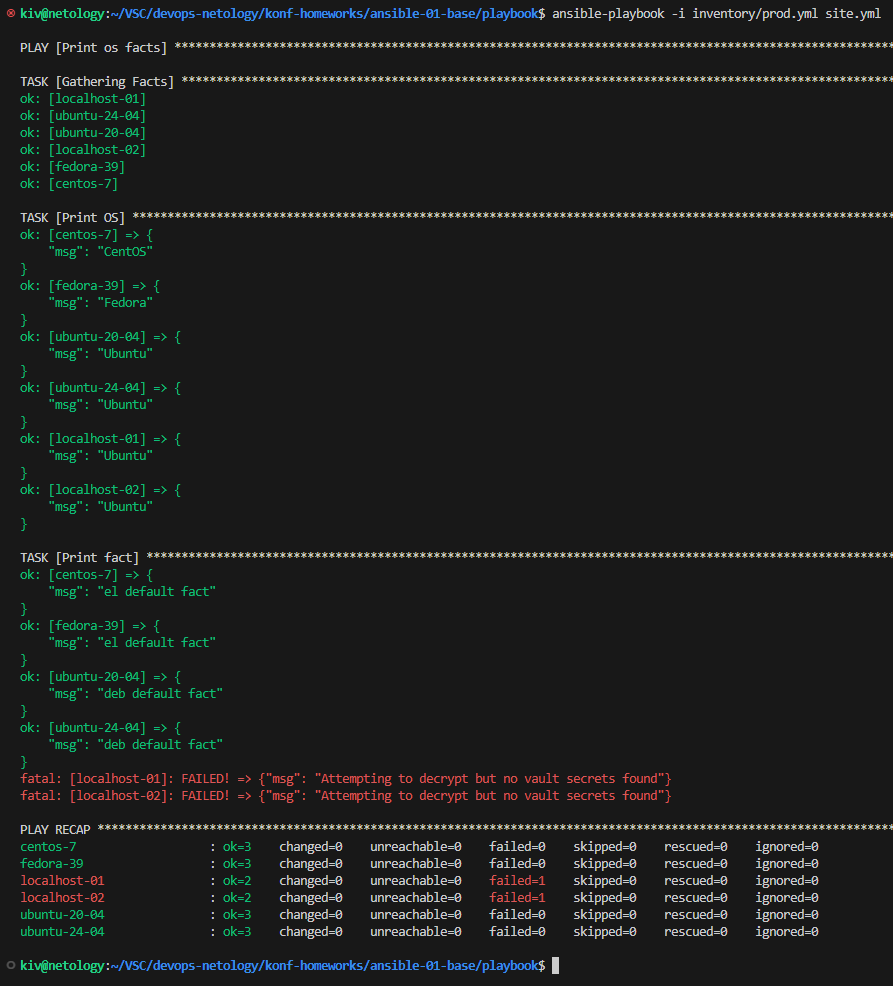 kiv@netology:~/VSC/devops-netology/konf-homeworks/ansible-01-base/playbook$ ansible-playbook -i inventory/prod.yml site.yml
PLAY [Print os facts] *******************************************************************************************************
TASK [Gathering Facts] ******************************************************************************************************
ok: [localhost-01]
ok: [ubuntu-24-04]
ok: [ubuntu-20-04]
ok: [localhost-02]
ok: [fedora-39]
ok: [centos-7]
TASK [Print OS] *************************************************************************************************************
ok: [centos-7] => {
    "msg": "CentOS"
}
ok: [fedora-39] => {
    "msg": "Fedora"
}
ok: [ubuntu-20-04] => {
    "msg": "Ubuntu"
}
ok: [ubuntu-24-04] => {
    "msg": "Ubuntu"
}
ok: [localhost-01] => {
    "msg": "Ubuntu"
}
ok: [localhost-02] => {
    "msg": "Ubuntu"
}
TASK [Print fact] ***********************************************************************************************************
ok: [centos-7] => {
    "msg": "el default fact"
}
ok: [fedora-39] => {
    "msg": "el default fact"
}
ok: [ubuntu-20-04] => {
    "msg": "deb default fact"
}
ok: [ubuntu-24-04] => {
    "msg": "deb default fact"
}
fatal: [localhost-01]: FAILED! => {"msg": "Attempting to decrypt but no vault secrets found"}
fatal: [localhost-02]: FAILED! => {"msg": "Attempting to decrypt but no vault secrets found"}
PLAY RECAP ******************************************************************************************************************
centos-7                   : ok=3    changed=0    unreachable=0    failed=0    skipped=0    rescued=0    ignored=0
fedora-39                  : ok=3    changed=0    unreachable=0    failed=0    skipped=0    rescued=0    ignored=0
localhost-01               : ok=2    changed=0    unreachable=0    failed=1    skipped=0    rescued=0    ignored=0
localhost-02               : ok=2    changed=0    unreachable=0    failed=1    skipped=0    rescued=0    ignored=0
ubuntu-20-04               : ok=3    changed=0    unreachable=0    failed=0    skipped=0    rescued=0    ignored=0
ubuntu-24-04               : ok=3    changed=0    unreachable=0    failed=0    skipped=0    rescued=0    ignored=0
kiv@netology:~/VSC/devops-netology/konf-homeworks/ansible-01-base/playbook$